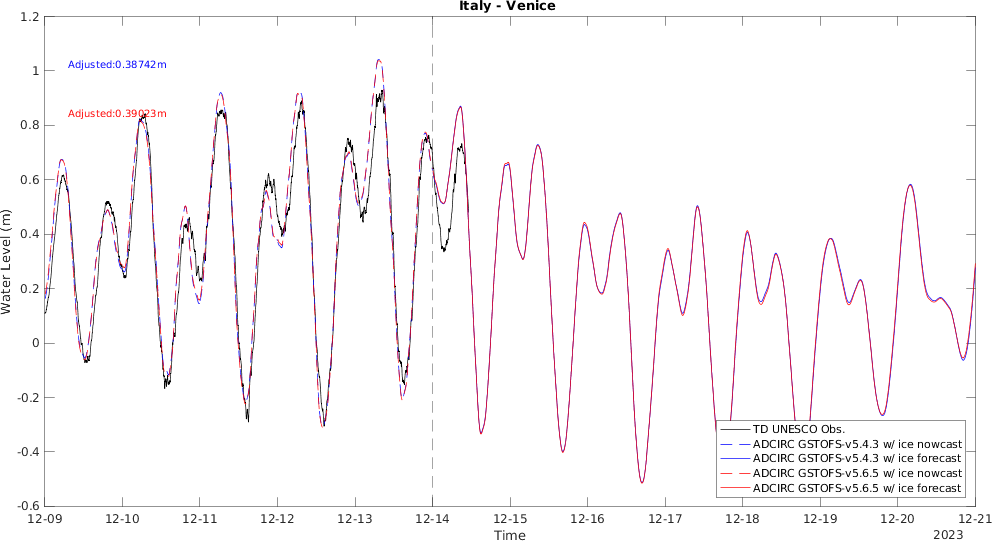 Italy - Venice
1.2
1
0.8
0.6
0.4
0.2
0
-0.2
-0.4
-0.6
Water Level (m)
Adjusted:0.38742m
Adjusted:0.39023m
TD UNESCO Obs.
ADCIRC GSTOFS-v5.4.3 w/ ice nowcast
ADCIRC GSTOFS-v5.4.3 w/ ice forecast
ADCIRC GSTOFS-v5.6.5 w/ ice nowcast
ADCIRC GSTOFS-v5.6.5 w/ ice forecast
12-09 12-10 12-11 12-12 12-13 12-14 12-15 12-16 12-17 12-18 12-19 12-20 12-21
Time
2023